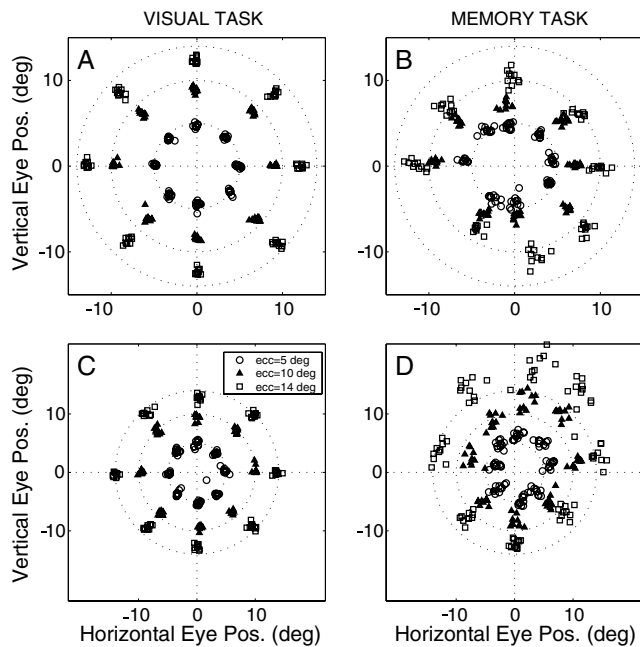 VISUAL TASK
MEMORY TASK
A
B
10
0
-10
Vertical Eye Pos. (deg)
-10
0
10
-10
0
10
C
D
ecc=5 deg
ecc=10 deg
ecc=14 deg
20
10
0
-10
-20
Vertical Eye Pos. (deg)
-10
0
10
-10
0
10
Horizontal Eye Pos. (deg)
Horizontal Eye Pos. (deg)